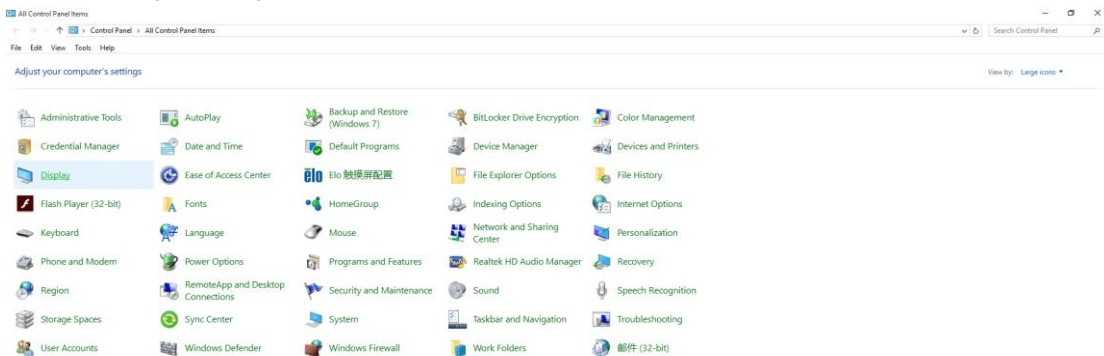 All Control Panel Items
Control Panel › All Control Panel Items
Search Control Panel
File Edit View Tools Help
Adjust your computer's settings
View by: Large icons
Administrative Tools
AutoPlay
Backup and Restore
(Windows 7)
BitLocker Drive Encryption
Color Management
Credential Manager
Date and Time
Default Programs
Device Manager
Devices and Printers
Display
Ease of Access Center
elo Elo 触摸屏配置
File Explorer Options
File History
Flash Player (32-bit)
Fonts
HomeGroup
Indexing Options
Internet Options
Keyboard
Language
Mouse
Network and Sharing
Center
Personalization
Phone and Modem
Power Options
Programs and Features
Realtek HD Audio Manager
Recovery
Region
RemoteApp and Desktop
Connections
Security and Maintenance
Sound
Speech Recognition
Storage Spaces
Sync Center
System
Taskbar and Navigation
Troubleshooting
User Accounts
Windows Defender
Windows Firewall
Work Folders
邮件 (32-bit)